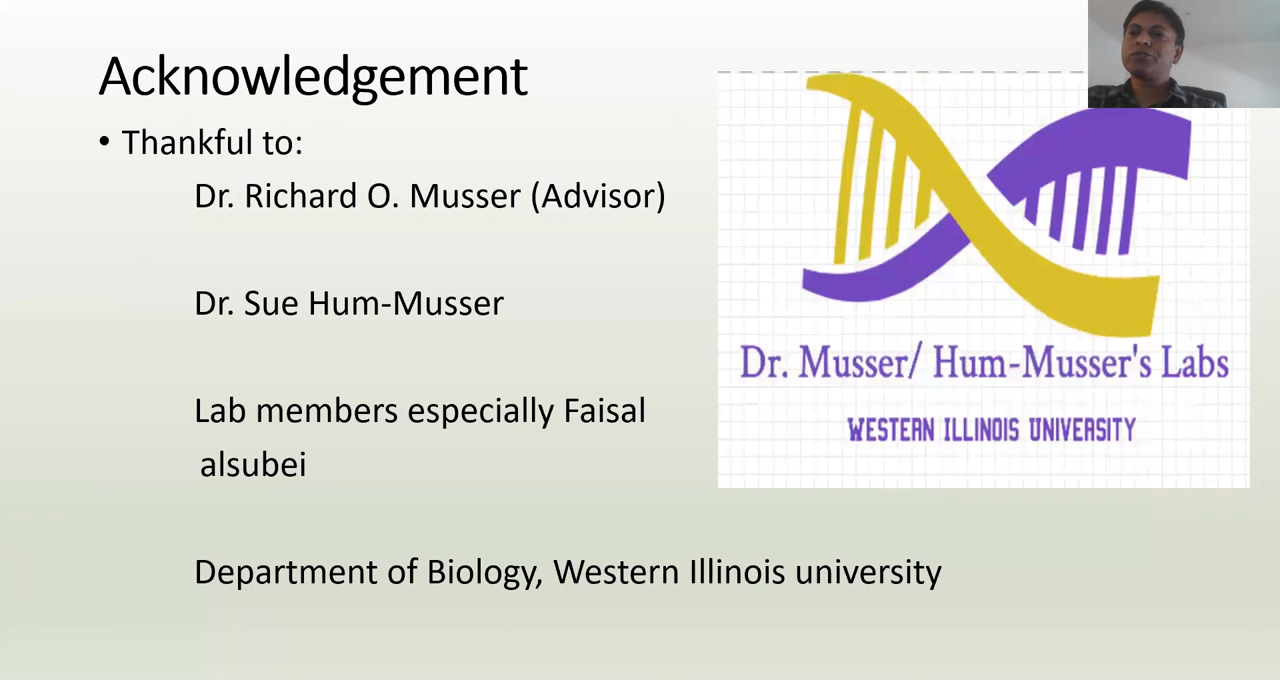 Acknowledgement
• Thankful to:
Dr. Richard O. Musser (Advisor)
Dr. Sue Hum-Musser
Lab members especially Faisal
alsubei
Department of Biology, Western Illinois university
Dr. Musser/ Hum-Musser's Labs
WESTERN ILLINOIS UNIVERSITY